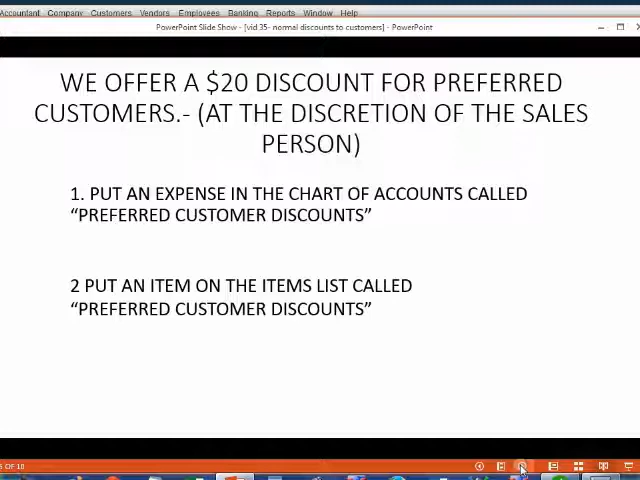 Accountant Company Customers Vendors Employees Banking Reports Window Help
PowerPoint Slide Show - [vid 35- normal discounts to customers] - PowerPoint
WE OFFER A $20 DISCOUNT FOR PREFERRED
CUSTOMERS.- (AT THE DISCRETION OF THE SALES
PERSON)
1. PUT AN EXPENSE IN THE CHART OF ACCOUNTS CALLED
“PREFERRED CUSTOMER DISCOUNTS”
2 PUT AN ITEM ON THE ITEMS LIST CALLED
“PREFERRED CUSTOMER DISCOUNTS”
OF 18